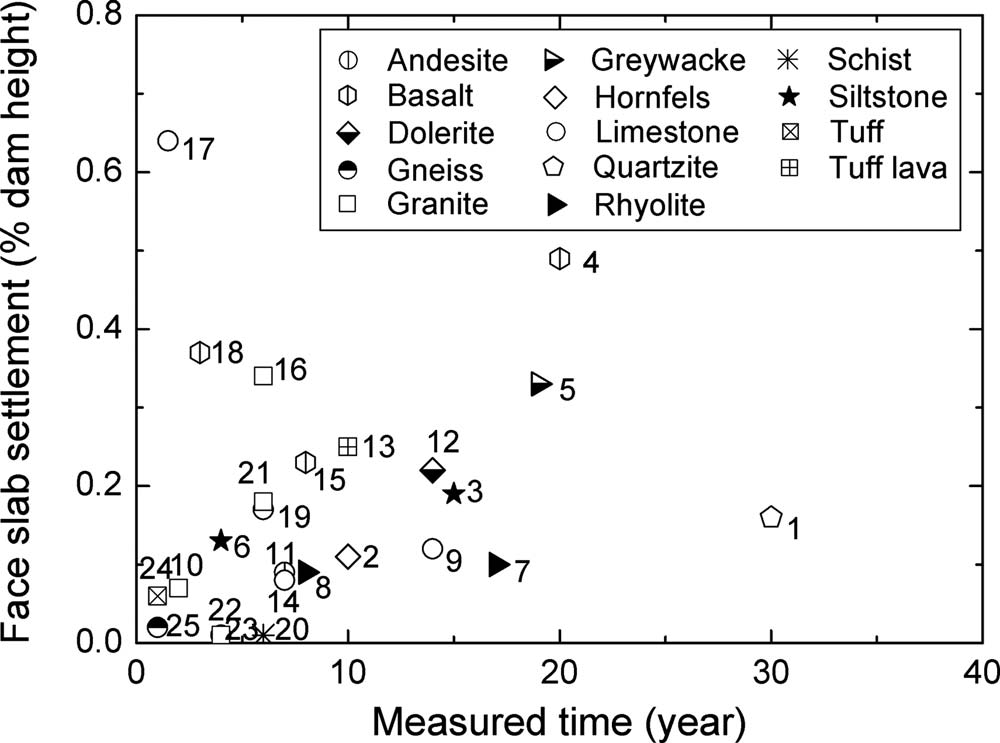 Face slab settlement (% dam height)
0.8
0.6
0.4
0.2
0.0
Andesite Greywacke Schist
Basalt Hornfels Siltstone
Dolerite Limestone Tuff
Gneiss Quartzite Tuff lava
Granite Rhyolite
17
4
18 16
5
13 12
15
3
21
19
1
6
11 2 9 7
8
24 10
14
22
25 23 20
0 10 20 30 40
Measured time (year)